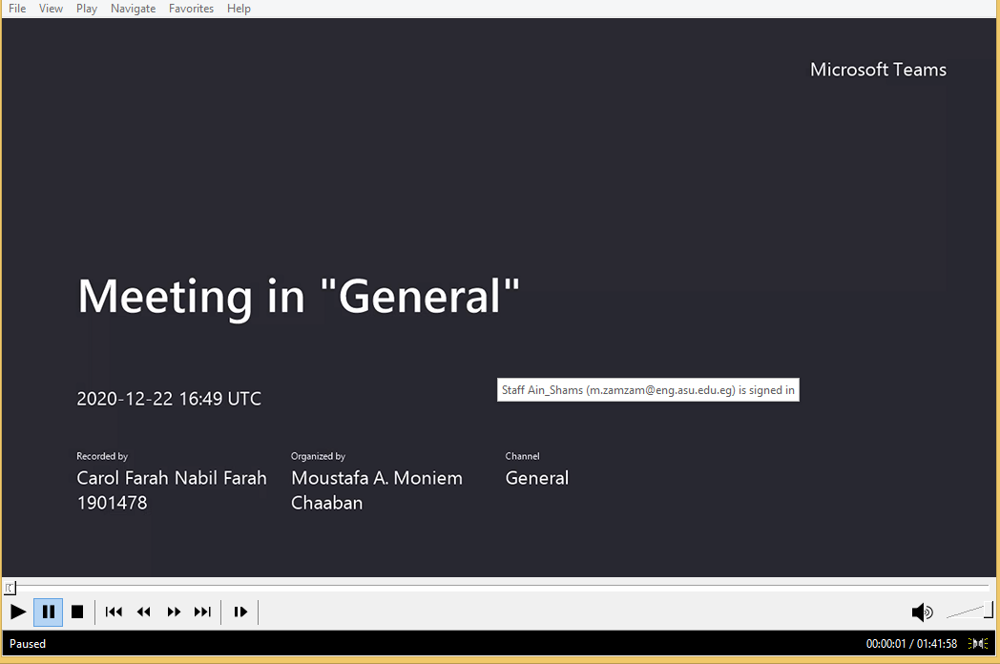 File View Play Navigate Favorites Help
Microsoft Teams
Meeting in "General"
2020-12-22 16:49 UTC
Staff Ain_Shams (m.zamzam@eng.asu.edu.eg) is signed in
Recorded by
Carol Farah Nabil Farah
1901478
Organized by
Moustafa A. Moniem
Chaaban
Channel
General
Paused
00:00:01 / 01:41:58